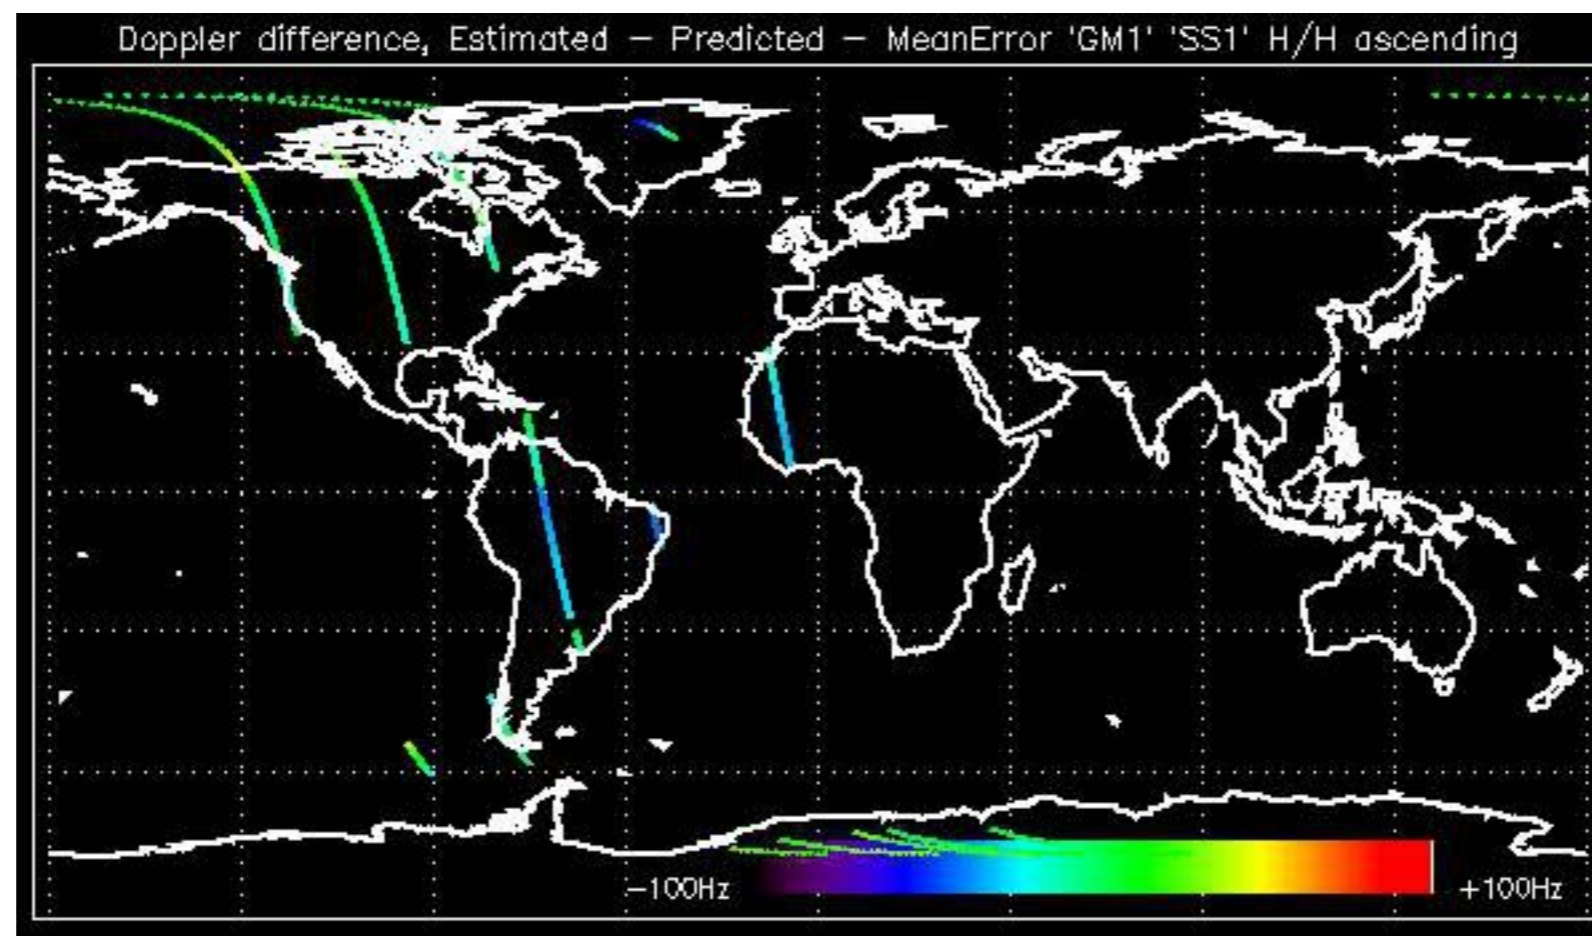 Doppler difference, Estimated – Predicted – MeanError 'GM1' 'SS1' H/H ascending
–100Hz
+100Hz